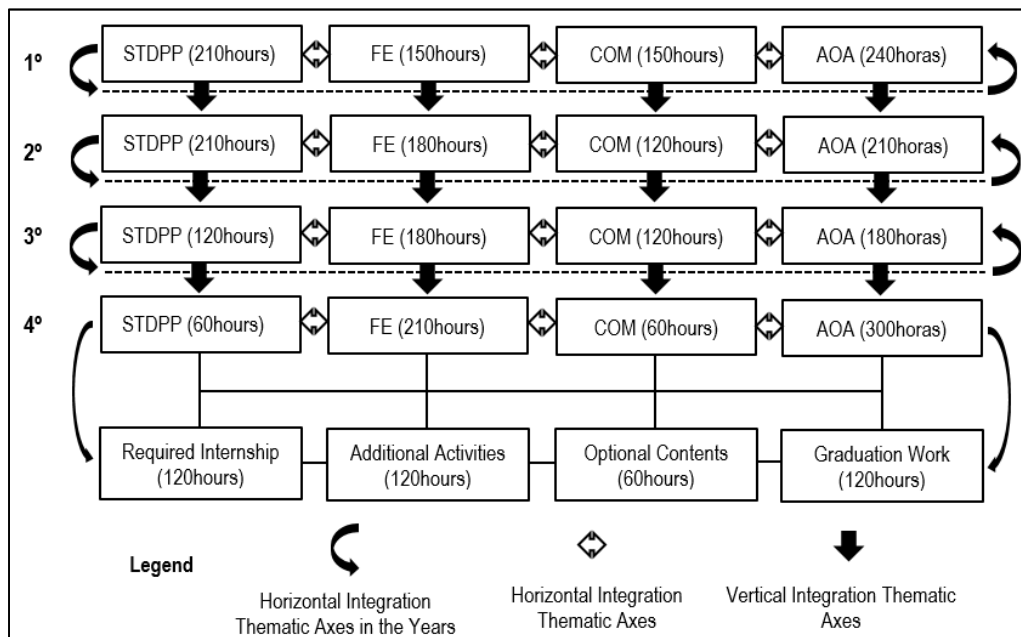 1º
STDPP (210hours)
FE (150hours)
COM (150hours)
AOA (240horas)
2º
STDPP (210hours)
FE (180hours)
COM (120hours)
AOA (210horas)
3º
STDPP (120hours)
FE (180hours)
COM (120hours)
AOA (180horas)
4º
STDPP (60hours)
FE (210hours)
COM (60hours)
AOA (300horas)
Required Internship
(120hours)
Additional Activities
(120hours)
Optional Contents
(60hours)
Graduation Work
(120hours)
Legend
Horizontal Integration
Thematic Axes in the Years
Horizontal Integration
Thematic Axes
Vertical Integration Thematic
Axes